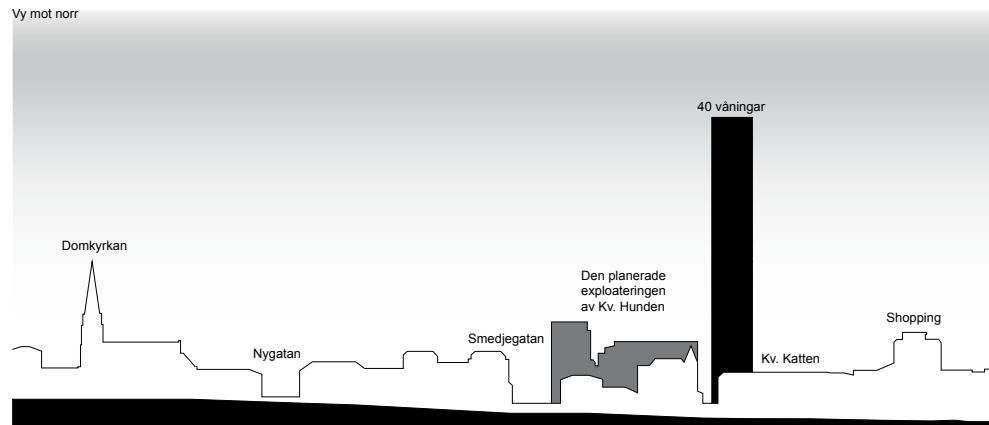 Vy mot norr
40 våningar
Domkyrkan
Den planerade
exploateringen
av Kv. Hunden
Shopping
Smedjegatan
Nygatan
Kv. Katten